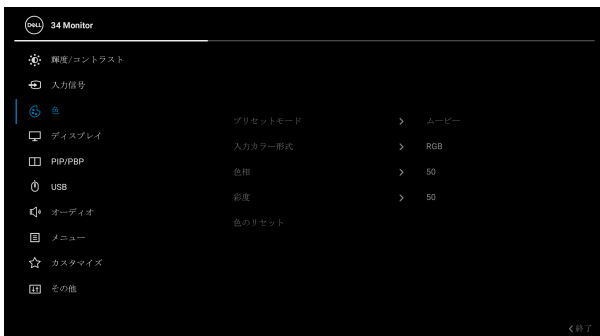 DELL 34 Monitor
輝度/コントラスト
入力信号
色
ディスプレイ
PIP/PBP
USB
オーディオ
メニュー
カスタマイズ
その他
プリセットモード ムービー
入力カラー形式 RGB
色相 50
彩度 50
色のリセット
終了